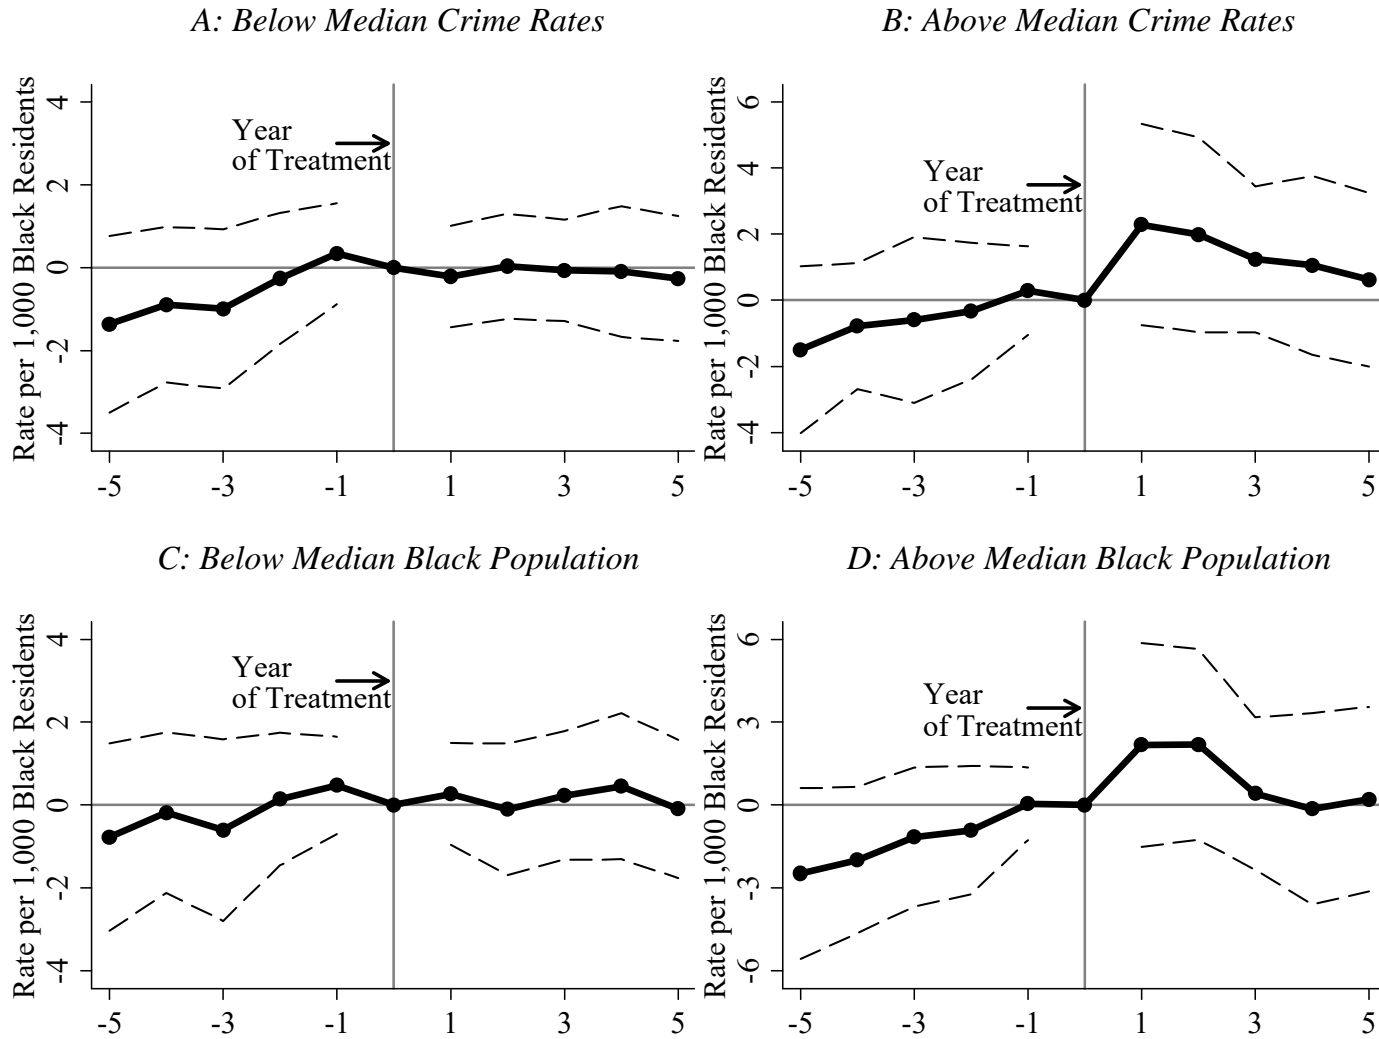 A: Below Median Crime Rates
Rate per 1,000 Black Residents
4
2
0
-2
-4
Year
of Treatment
-5
-3
-1
1
3
5
B: Above Median Crime Rates
Rate per 1,000 Black Residents
6
4
2
0
-2
-4
Year
of Treatment
-5
-3
-1
1
3
5
C: Below Median Black Population
Rate per 1,000 Black Residents
4
2
0
-2
-4
Year
of Treatment
-5
-3
-1
1
3
5
D: Above Median Black Population
Rate per 1,000 Black Residents
6
3
0
-3
-6
Year
of Treatment
-5
-3
-1
1
3
5